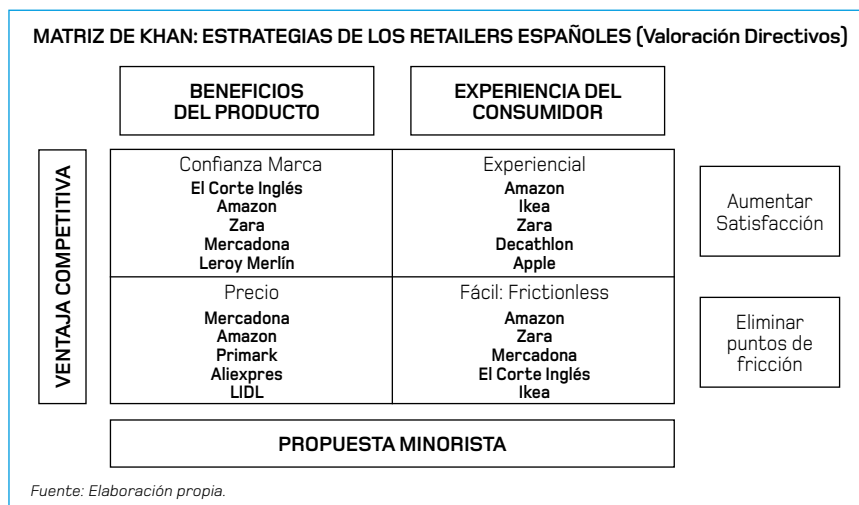 MATRIZ DE KHAN: ESTRATEGIAS DE LOS RETAILERS ESPAÑOLES (Valoración Directivos)
BENEFICIOS
DEL PRODUCTO
EXPERIENCIA DEL
CONSUMIDOR
VENTAJA COMPETITIVA
Confianza Marca
El Corte Inglés
Amazon
Zara
Mercadona
Leroy Merlín
Experiencial
Amazon
Ikea
Zara
Decathlon
Apple
Aumentar
Satisfacción
Precio
Mercadona
Amazon
Primark
Aliexpres
LIDL
Fácil: Frictionless
Amazon
Zara
Mercadona
El Corte Inglés
Ikea
Eliminar
puntos de
fricción
PROPUESTA MINORISTA
Fuente: Elaboración propia.